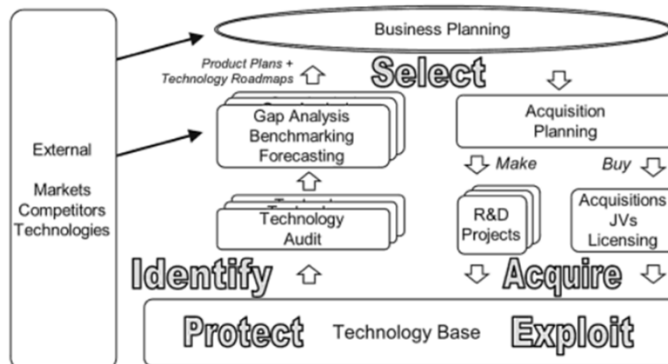 Business Planning
Product Plans +
Technology Roadmaps
Select
Gap Analysis
Benchmarking
Forecasting
Acquisition
Planning
External
Markets
Competitors
Technologies
Make
Buy
Technology
Audit
R&D
Projects
Acquisitions
JVs
Licensing
Identify
Acquire
Protect
Technology Base
Exploit